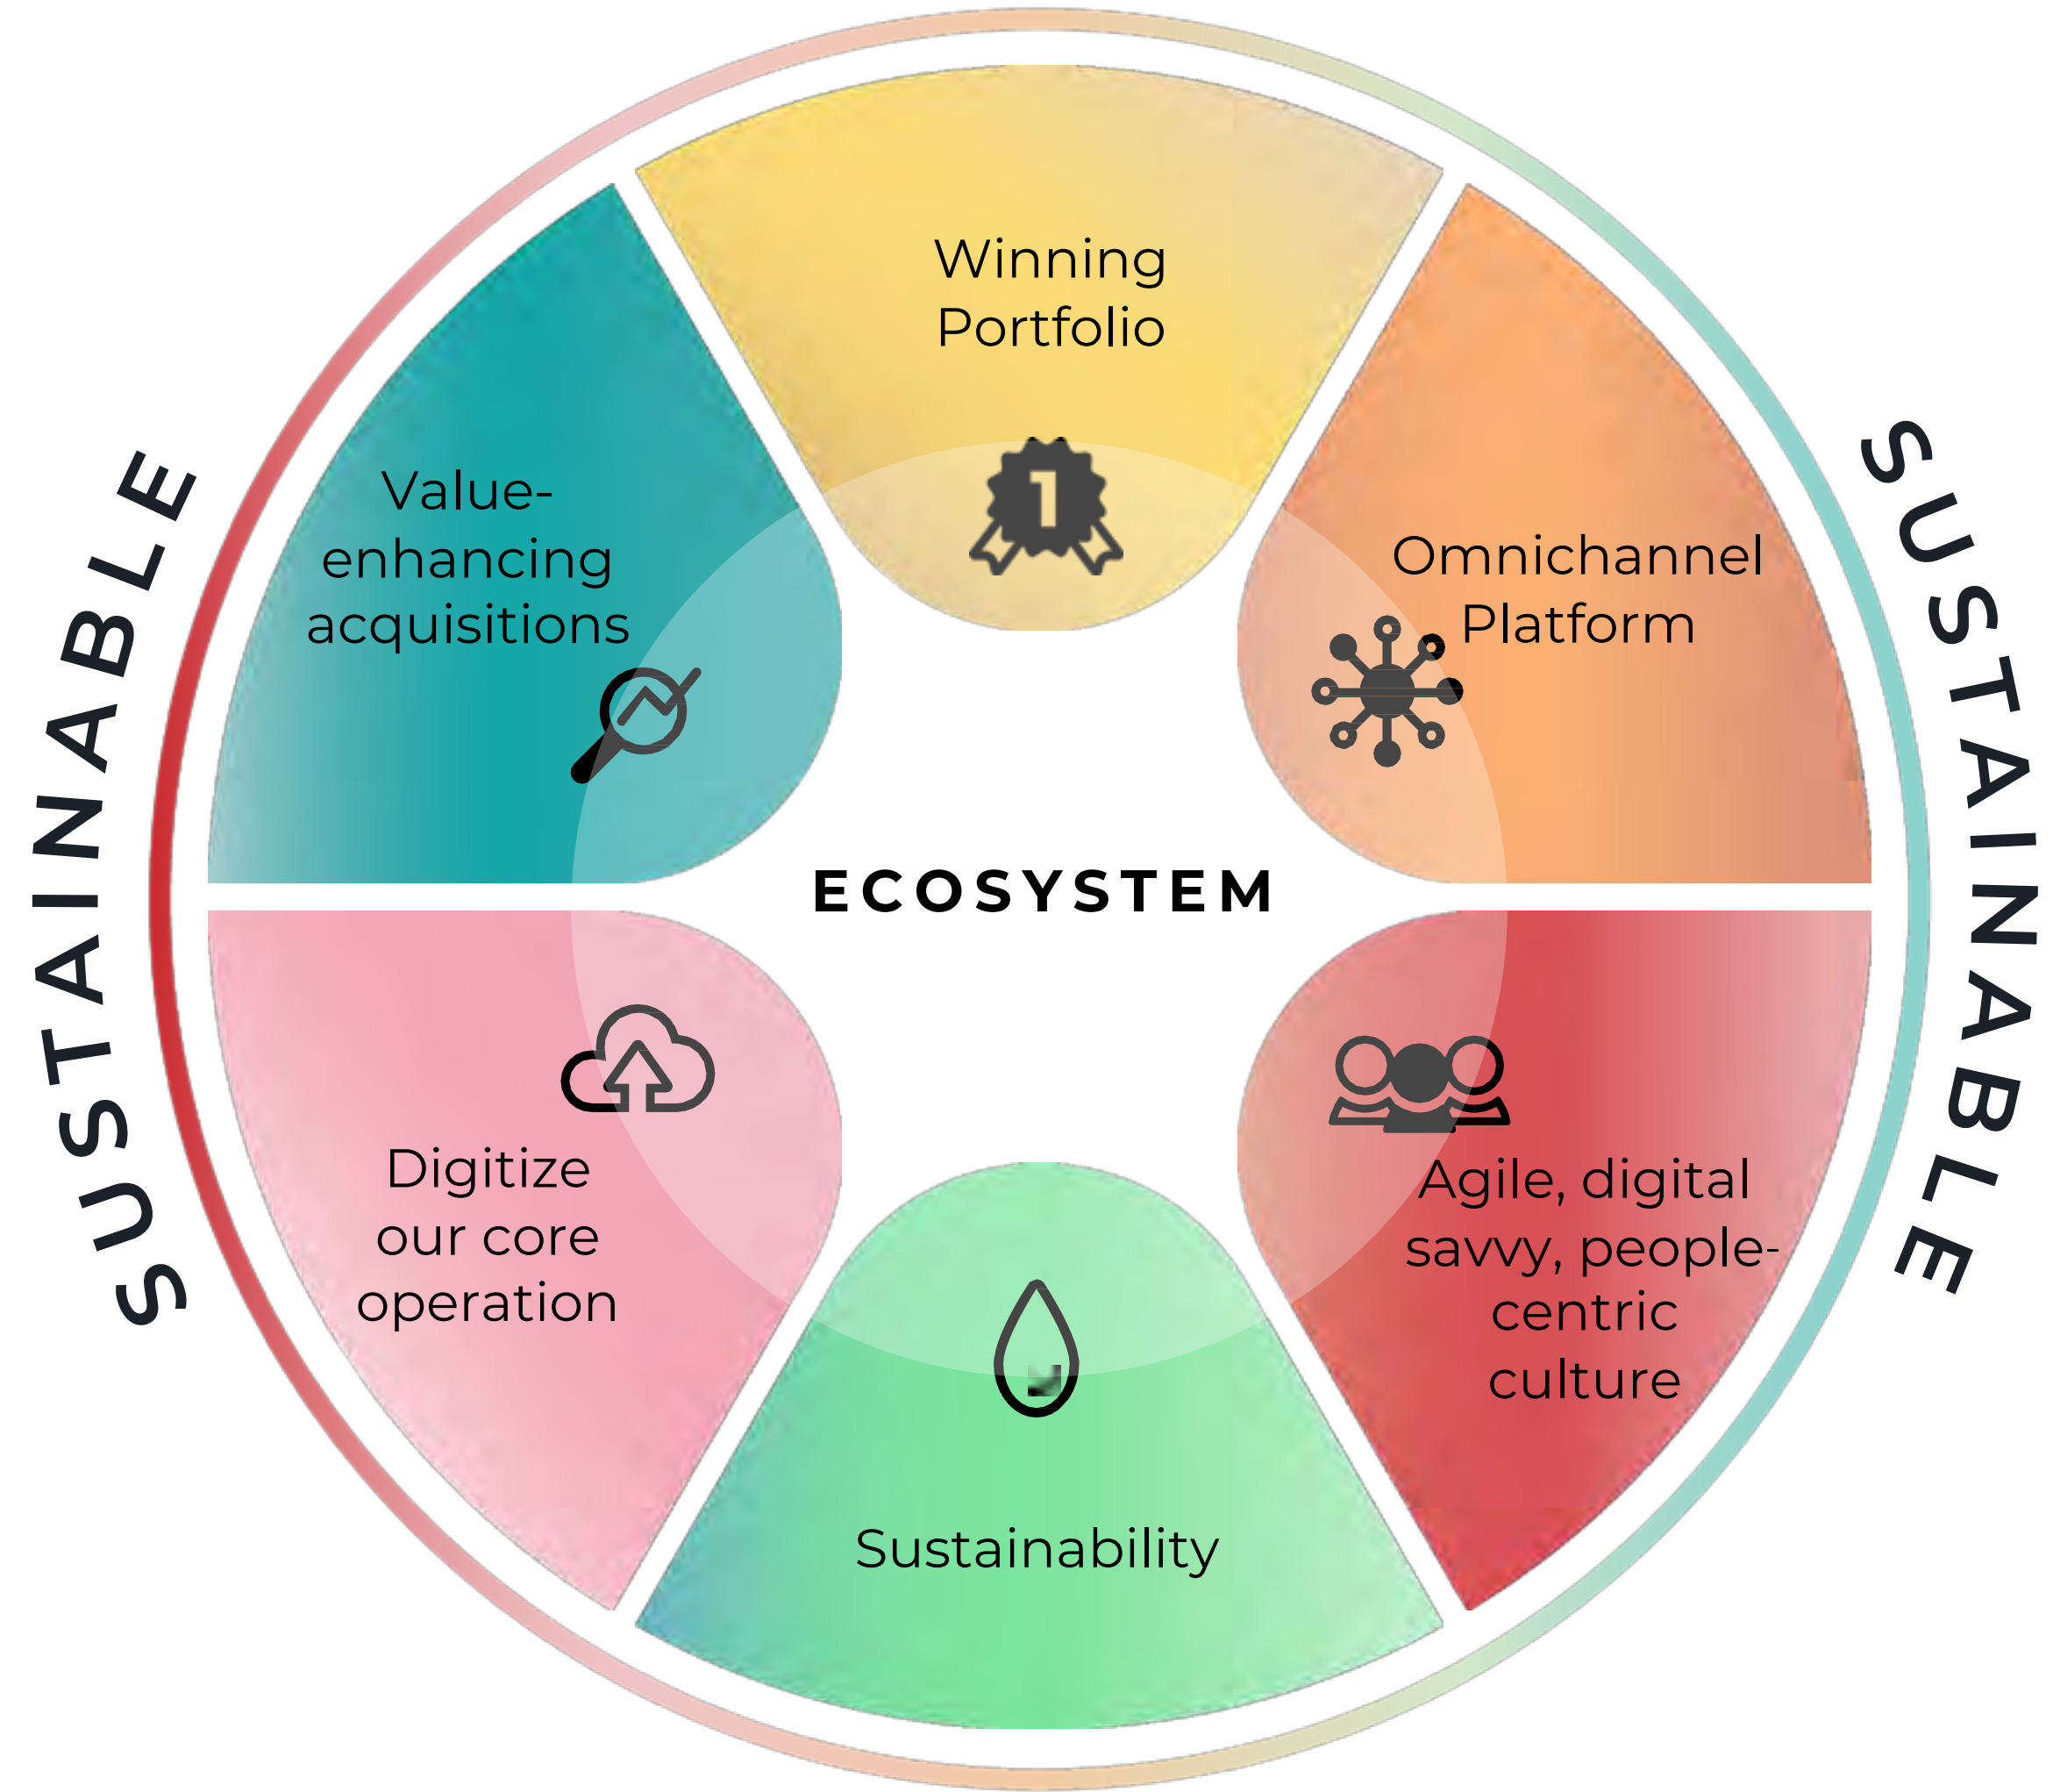 Winning
Portfolio
1
Value-
enhancing
acquisitions
Omnichannel
Platform
SUSTAINABLE
SUSTAINABLE
ECOSYSTEM
Digitize
our core
operation
Agile, digital
savvy, people-
centric
culture
Sustainability